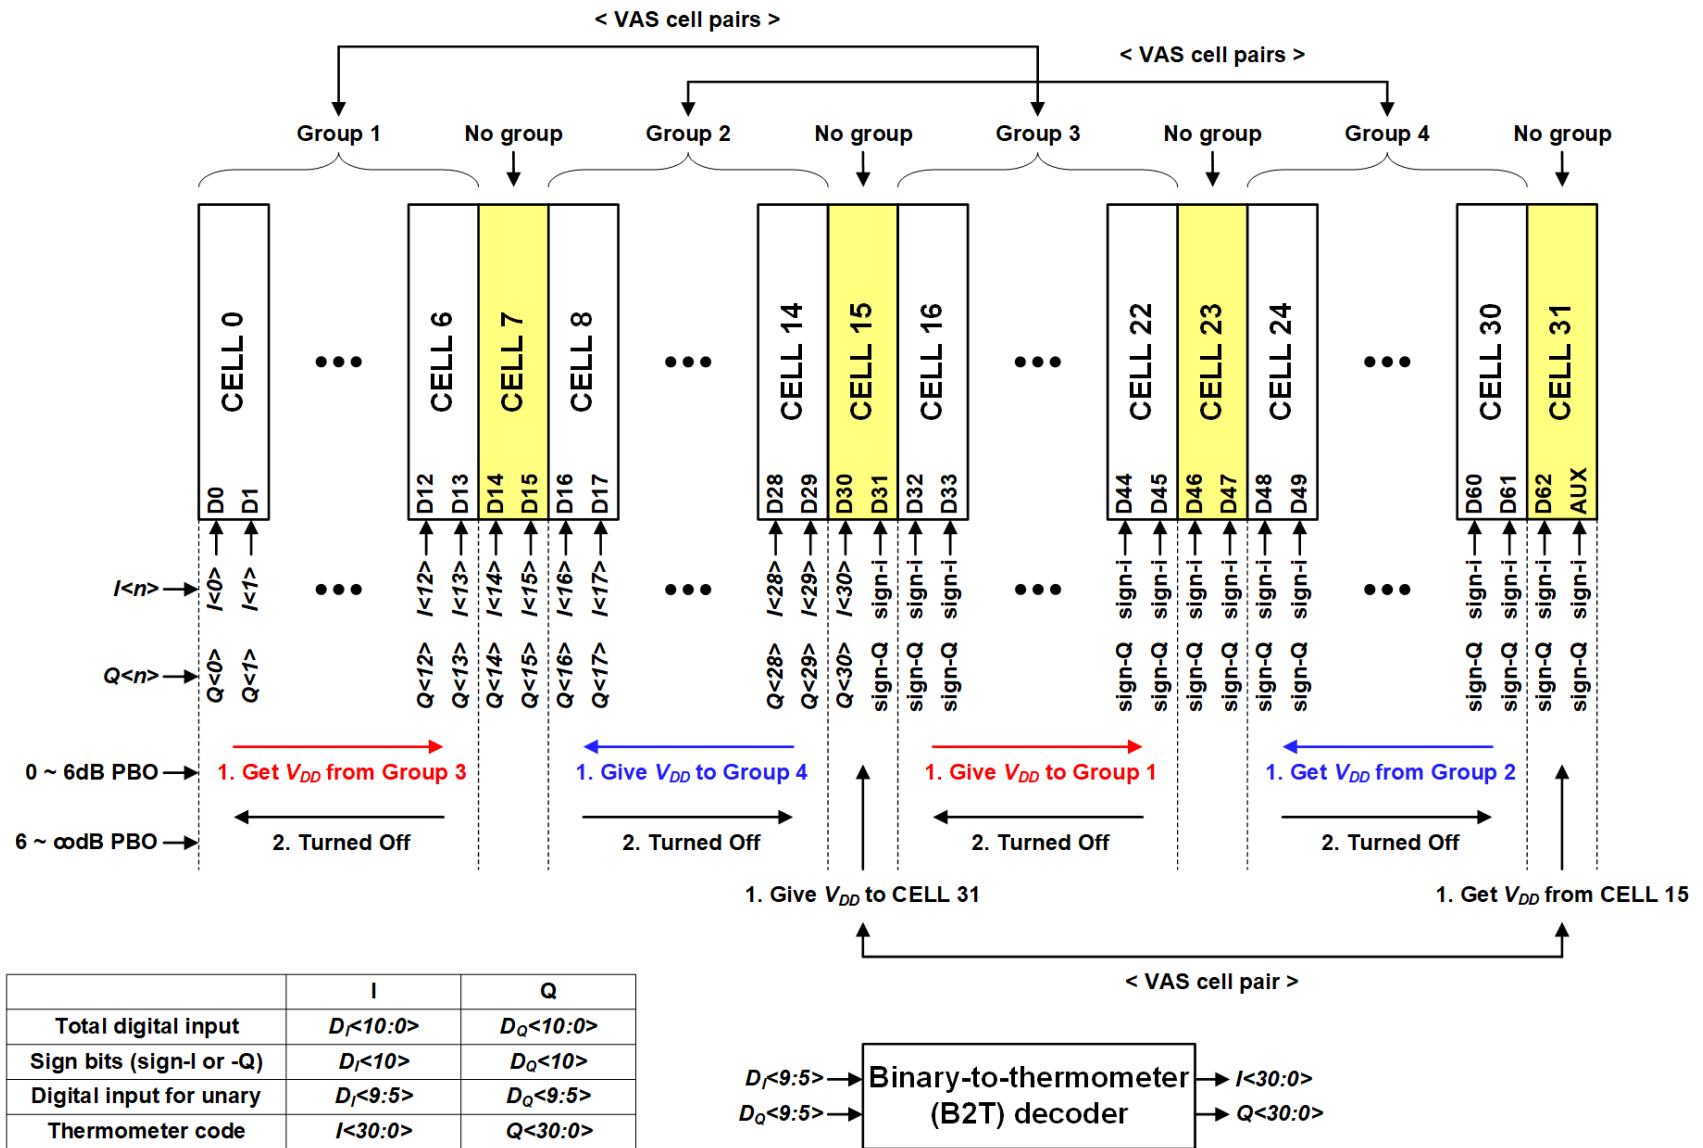 < VAS cell pairs >
< VAS cell pairs >
Group 1 No group Group 2 No group Group 3 No group Group 4 No group
CELL 0 CELL 6 CELL 7 CELL 8 CELL 14 CELL 15 CELL 16 CELL 22 CELL 23 CELL 24 CELL 30 CELL 31
D0 D1 D12 D13 D14 D15 D16 D17 D28 D29 D30 D31 D32 D33 D44 D45 D46 D47 D48 D49 D60 D61 D62 AUX
I<n> I<0> I<1> I<12> I<13> I<14> I<15> I<16> I<17> I<28> I<29> I<30> sign-i sign-i sign-i sign-i sign-i sign-i sign-i sign-i sign-i sign-i sign-i sign-i sign-i
Q<n> Q<0> Q<1> Q<12> Q<13> Q<14> Q<15> Q<16> Q<17> Q<28> Q<29> Q<30> sign-Q sign-Q sign-Q sign-Q sign-Q sign-Q sign-Q sign-Q sign-Q sign-Q sign-Q sign-Q sign-Q
0 ~ 6dB PBO 1. Get VDD from Group 3 1. Give VDD to Group 4 1. Give VDD to Group 1 1. Get VDD from Group 2
6 ~ ∞dB PBO 2. Turned Off 2. Turned Off 2. Turned Off 2. Turned Off
1. Give VDD to CELL 31 1. Get VDD from CELL 15
< VAS cell pair >
I Q
Total digital input DI<10:0> DQ<10:0>
Sign bits (sign-I or -Q) DI<10> DQ<10>
Digital input for unary DI<9:5> DQ<9:5>
Thermometer code I<30:0> Q<30:0>
DI<9:5> Binary-to-thermometer I<30:0>
DQ<9:5> (B2T) decoder Q<30:0>